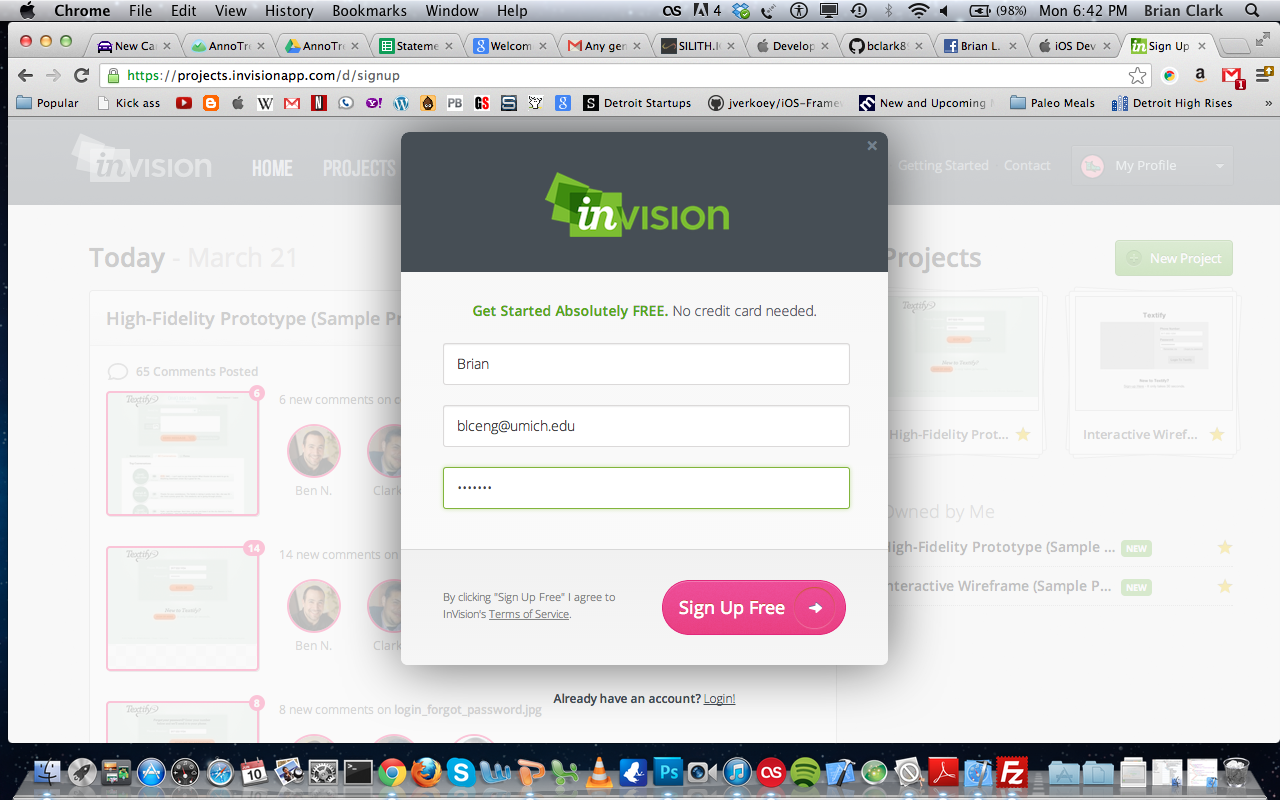 Chrome File Edit View History Bookmarks Window Help 4 (98%) Mon 6:42 PM Brian Clark
New Ca AnnoTr AnnoTr Stateme Welcom Any gen SILITH.I Develop bclark8 Brian L. iOS Dev Sign Up
https://projects.invisionapp.com/d/signup
Popular Kick ass PB GS Detroit Startups jverkoey/iOS-Frame New and Upcoming Paleo Meals Detroit High Rises »
invision HOME PROJECTS Getting Started Contact My Profile
invision
Today - March 21
Projects
New Project
Get Started Absolutely FREE. No credit card needed.
High-Fidelity Prototype (Sample Pr
Brian
65 Comments Posted
6
6 new comments on c
blceng@umich.edu
Ben N. Clark
•••••••
Textify
Textify
High-Fidelity Prot...
Interactive Wiref...
Owned by Me
High-Fidelity Prototype (Sample ... NEW
Interactive Wireframe (Sample P... NEW
14
14 new comments on
Ben N. Clark
By clicking "Sign Up Free" I agree to
InVision's Terms of Service.
Sign Up Free
Already have an account? Login!
8
8 new comments on login_forgot_password.jpg